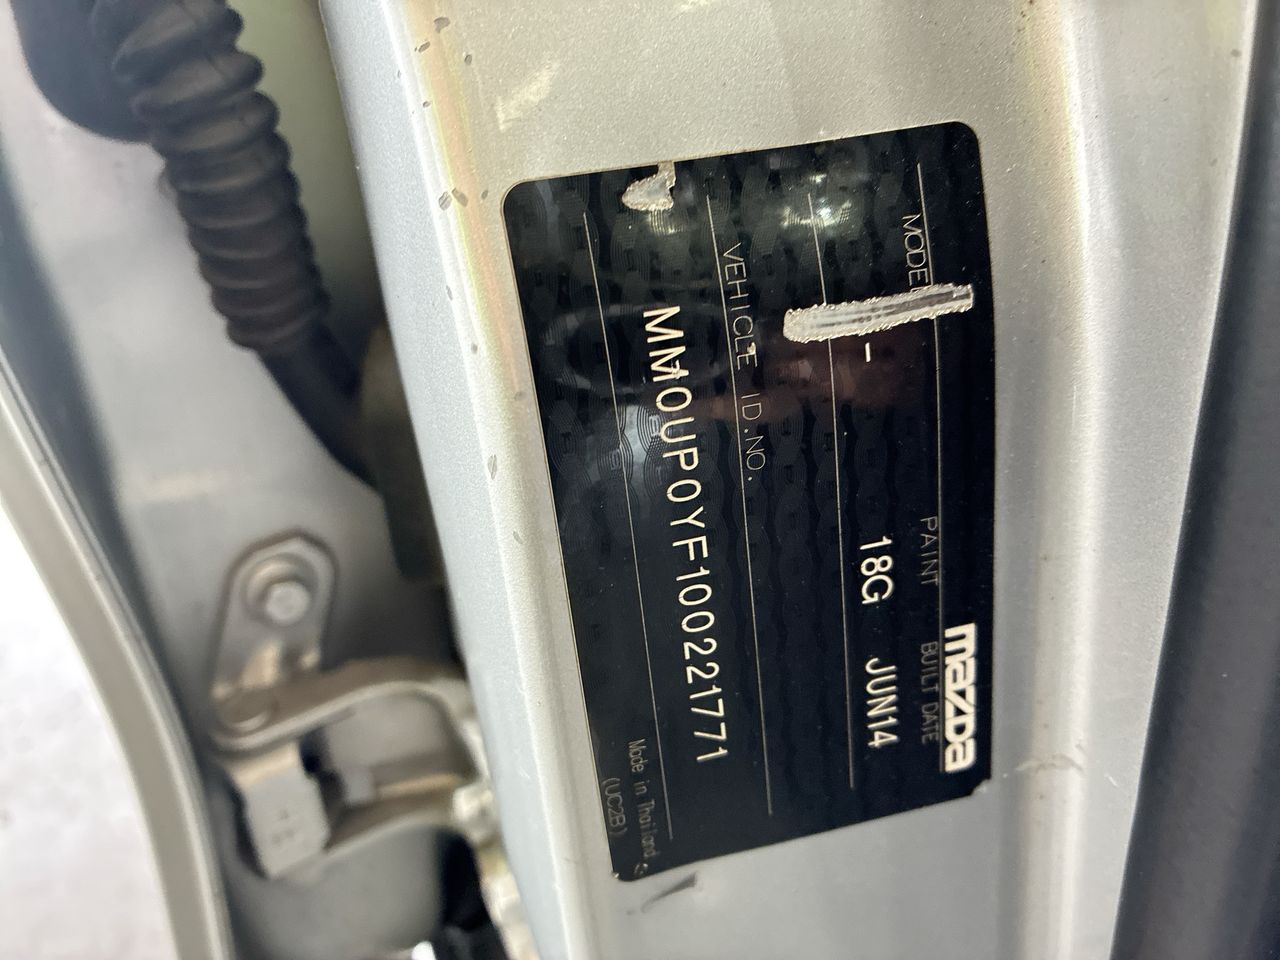 mazda
MODEL PAINT BUILT DATE
- 18G JUN14
VEHICLE ID.NO.
MM0UP0YF100221771
Made in Thailand.
(UC2B)